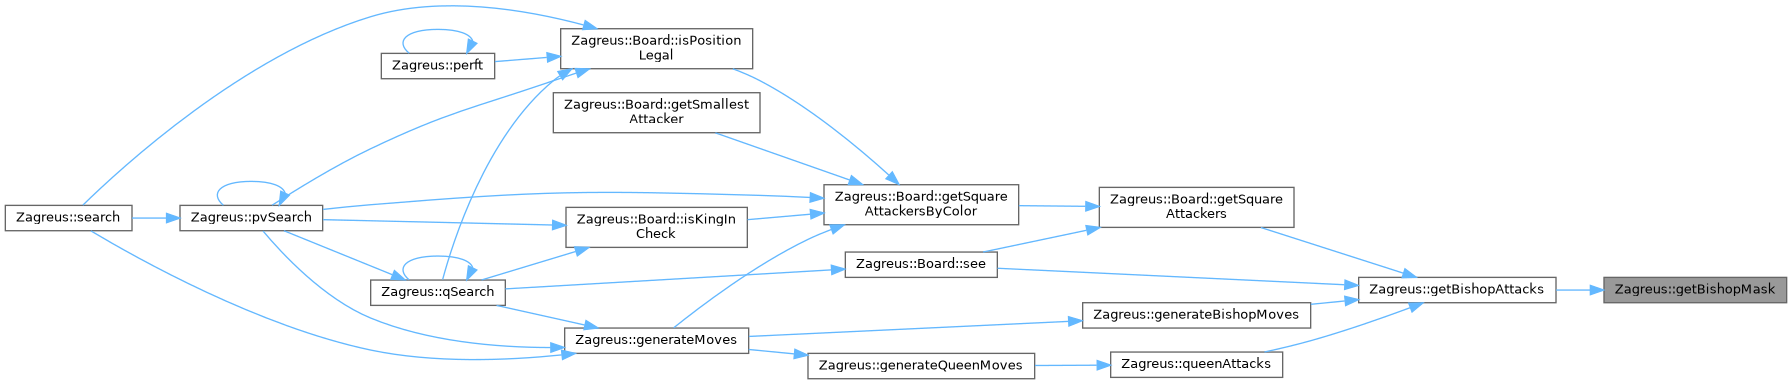 Zagreus::Board::isPosition
Legal
Zagreus::perft
Zagreus::Board::getSmallest
Attacker
Zagreus::search
Zagreus::pvSearch
Zagreus::Board::isKingIn
Check
Zagreus::Board::getSquare
AttackersByColor
Zagreus::Board::getSquare
Attackers
Zagreus::Board::see
Zagreus::qSearch
Zagreus::getBishopAttacks
Zagreus::getBishopMask
Zagreus::generateBishopMoves
Zagreus::generateMoves
Zagreus::generateQueenMoves
Zagreus::queenAttacks